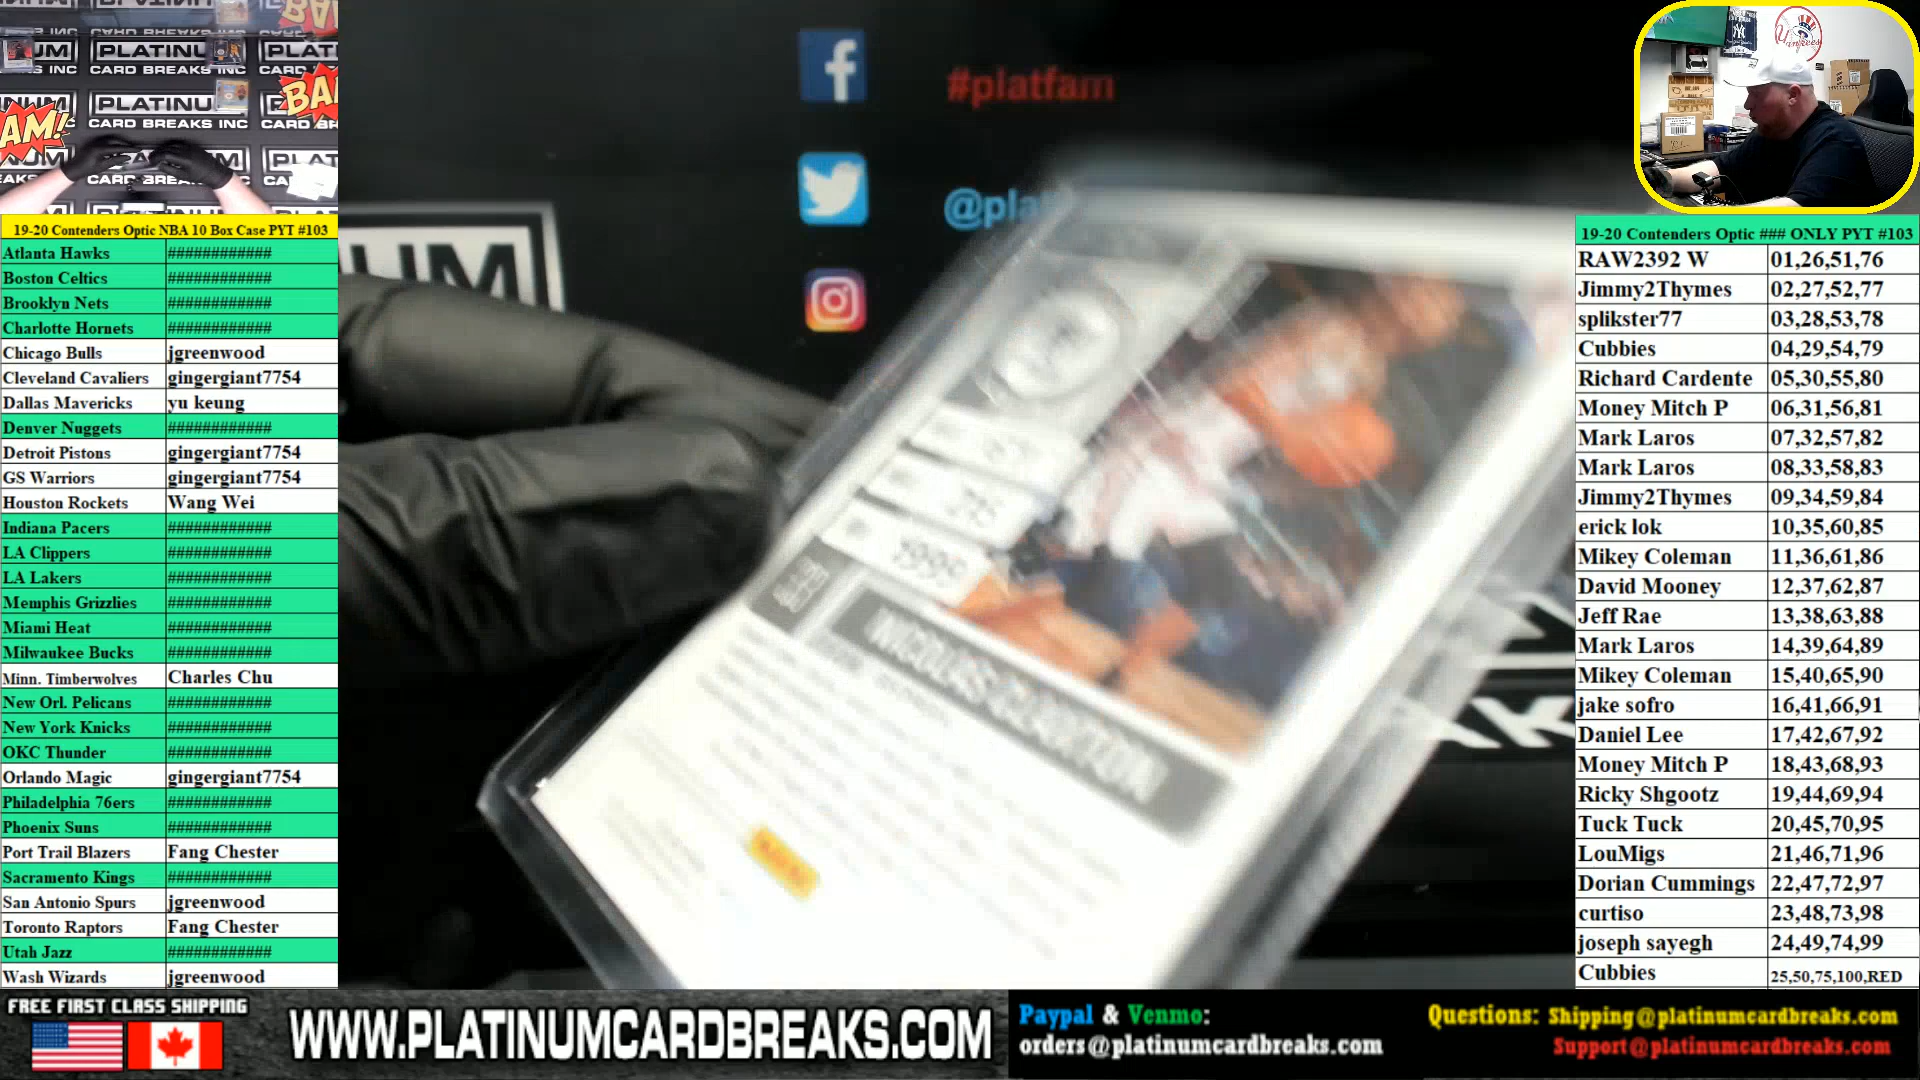 PLATINUM
CARD BREAKS INC
BAM!
19-20 Contenders Optic NBA 10 Box Case PYT #103
Atlanta Hawks ############
Boston Celtics ############
Brooklyn Nets ############
Charlotte Hornets ############
Chicago Bulls jgreenwood
Cleveland Cavaliers gingergiant7754
Dallas Mavericks yu keung
Denver Nuggets ############
Detroit Pistons gingergiant7754
GS Warriors gingergiant7754
Houston Rockets Wang Wei
Indiana Pacers ############
LA Clippers ############
LA Lakers ############
Memphis Grizzlies ############
Miami Heat ############
Milwaukee Bucks ############
Minn. Timberwolves Charles Chu
New Orl. Pelicans ############
New York Knicks ############
OKC Thunder ############
Orlando Magic gingergiant7754
Philadelphia 76ers ############
Phoenix Suns ############
Port Trail Blazers Fang Chester
Sacramento Kings ############
San Antonio Spurs jgreenwood
Toronto Raptors Fang Chester
Utah Jazz ############
Wash Wizards jgreenwood
#platfam
@pla
1999
NICOLAS CLAXTON
Yankees
19-20 Contenders Optic ### ONLY PYT #103
RAW2392 W 01,26,51,76
Jimmy2Thymes 02,27,52,77
splikster77 03,28,53,78
Cubbies 04,29,54,79
Richard Cardente 05,30,55,80
Money Mitch P 06,31,56,81
Mark Laros 07,32,57,82
Mark Laros 08,33,58,83
Jimmy2Thymes 09,34,59,84
erick lok 10,35,60,85
Mikey Coleman 11,36,61,86
David Mooney 12,37,62,87
Jeff Rae 13,38,63,88
Mark Laros 14,39,64,89
Mikey Coleman 15,40,65,90
jake sofro 16,41,66,91
Daniel Lee 17,42,67,92
Money Mitch P 18,43,68,93
Ricky Shgootz 19,44,69,94
Tuck Tuck 20,45,70,95
LouMigs 21,46,71,96
Dorian Cummings 22,47,72,97
curtiso 23,48,73,98
joseph sayegh 24,49,74,99
Cubbies 25,50,75,100,RED
FREE FIRST CLASS SHIPPING
WWW.PLATINUMCARDBREAKS.COM
Paypal & Venmo:
orders@platinumcardbreaks.com
Questions: Shipping@platinumcardbreaks.com
Support@platinumcardbreaks.com